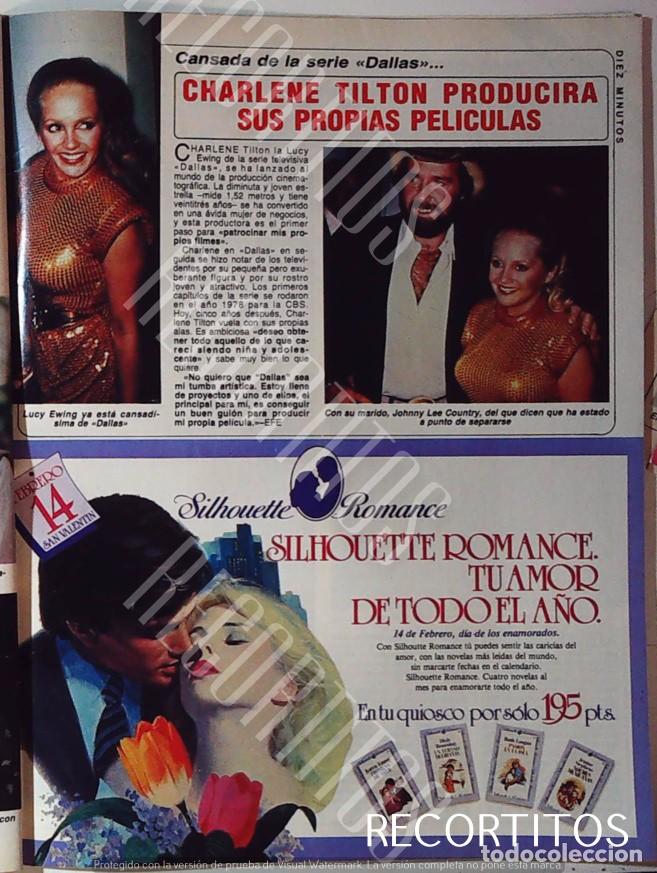 Cansada de la serie «Dallas»...
CHARLENE TILTON PRODUCIRA
SUS PROPIAS PELICULAS
DIEZ MINUTOS
CHARLENE Tilton la Lucy
Ewing de la serie televisiva
«Dallas», se ha lanzado al
mundo de la producción cinema-
tográfica. La diminuta y joven es-
trella —mide 1,52 metros y tiene
veintitrés años— se ha convertido
en una ávida mujer de negocios,
y esta productora es el primer
paso para «patrocinar mis pro-
pios filmes».
Charlene en «Dallas» en se-
guida se hizo notar de los televi-
dentes por su pequeña pero exu-
berante figura y por su rostro
joven y atractivo. Los primeros
capítulos de la serie se rodaron
en el año 1978 para la CBS.
Hoy, cinco años después, Char-
lene Tilton vuela con sus propias
alas. Es ambiciosa «deseo obte-
ner todo aquello de lo que ca-
recí siendo niña y adoles-
cente» y sabe muy bien lo que
quiere.
«No quiero que "Dallas" sea
mi tumba artística. Estoy llena
de proyectos y uno de ellos, el
principal para mí, es conseguir
un buen guión para producir
mi propia película.»—EFE
Lucy Ewing ya está cansadí-
sima de «Dallas»
Con su marido, Johnny Lee Country, del que dicen que ha estado
a punto de separarse
FEBRERO
14
SAN VALENTIN
Silhouette Romance
SILHOUETTE ROMANCE.
TU AMOR
DE TODO EL AÑO.
14 de Febrero, día de los enamorados.
Con Silhoutte Romance tú puedes sentir las caricias del
amor, con las novelas más leídas del mundo,
sin marcarte fechas en el calendario.
Silhouette Romance. Cuatro novelas al
mes para enamorarte todo el año.
En tu quiosco por sólo 195 pts.
con
RECORTITOS
todocolección
Protegido con la versión de prueba de Visual Watermark. La versión completa no pone esta marca.